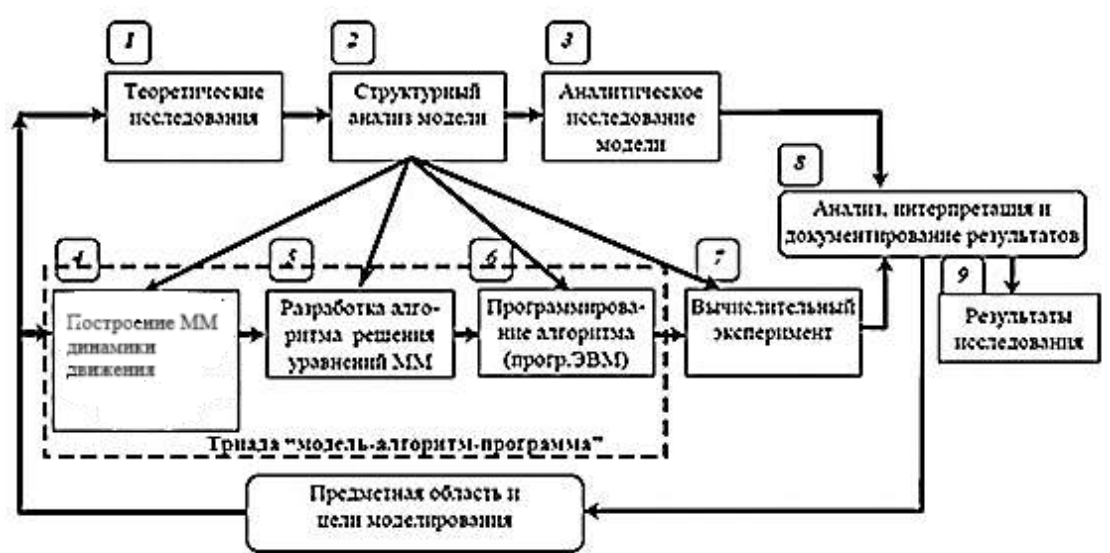 1
Теоретические
исследования
2
Структурный
анализ модели
3
Аналитическое
исследование
модели
8
Анализ, интерпретация и
документирование результатов
4
Построение ММ
динамики
движения
5
Разработка алго-
ритма решения
уравнений ММ
6
Программирова-
ние алгоритма
(прогр.ЭВМ)
7
Вычислительный
эксперимент
9
Результаты
исследования
Триада “модель-алгоритм-программа”
Предметная область и
цели моделирования